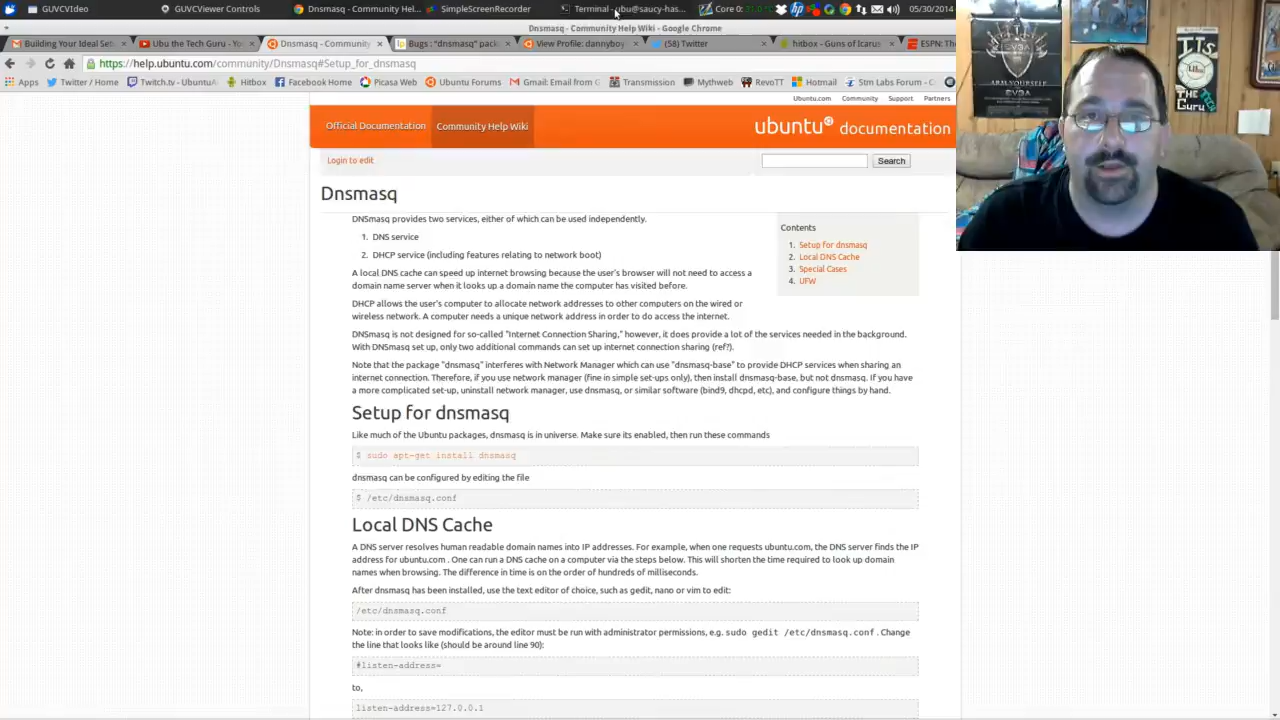 GUVCVideo
GUVCViewer Controls
Dnsmasq - Community Help ...
SimpleScreenRecorder
Terminal - ubu@saucy-has...
Core 0:
05/30/2014
Dnsmasq - Community Help Wiki - Google Chrome
Building Your Ideal Set
Ubu the Tech Guru - Yo
Dnsmasq - Community
Bugs : "dnsmasq" pack
View Profile: dannyboy
(58) Twitter
hitbox - Guns of Icarus
ESPN: Th
https://help.ubuntu.com/community/Dnsmasq#Setup_for_dnsmasq
Apps
Twitter / Home
Twitch.tv - UbuntuA
Hitbox
Facebook Home
Picasa Web
Ubuntu Forums
Gmail: Email from G
Transmission
Mythweb
RevoTT
Hotmail
Stm Labs Forum - C
Ubuntu.com
Community
Support
Partners
Official Documentation
Community Help Wiki
ubuntu documentation
Login to edit
Search
Dnsmasq
DNSmasq provides two services, either of which can be used independently.
1. DNS service
2. DHCP service (including features relating to network boot)
A local DNS cache can speed up internet browsing because the user's browser will not need to access a
domain name server when it looks up a domain name the computer has visited before.
DHCP allows the user's computer to allocate network addresses to other computers on the wired or
wireless network. A computer needs a unique network address in order to do access the internet.
DNSmasq is not designed for so-called "Internet Connection Sharing," however, it does provide a lot of the services needed in the background.
With DNSmasq set up, only two additional commands can set up internet connection sharing (ref?).
Note that the package "dnsmasq" interferes with Network Manager which can use "dnsmasq-base" to provide DHCP services when sharing an
internet connection. Therefore, if you use network manager (fine in simple set-ups only), then install dnsmasq-base, but not dnsmasq. If you have
a more complicated set-up, uninstall network manager, use dnsmasq, or similar software (bind9, dhcpd, etc), and configure things by hand.
Contents
1. Setup for dnsmasq
2. Local DNS Cache
3. Special Cases
4. UFW
Setup for dnsmasq
Like much of the Ubuntu packages, dnsmasq is in universe. Make sure its enabled, then run these commands
$ sudo apt-get install dnsmasq
dnsmasq can be configured by editing the file
$ /etc/dnsmasq.conf
Local DNS Cache
A DNS server resolves human readable domain names into IP addresses. For example, when one requests ubuntu.com, the DNS server finds the IP
address for ubuntu.com . One can run a DNS cache on a computer via the steps below. This will shorten the time required to look up domain
names when browsing. The difference in time is on the order of hundreds of milliseconds.
After dnsmasq has been installed, use the text editor of choice, such as gedit, nano or vim to edit:
/etc/dnsmasq.conf
Note: in order to save modifications, the editor must be run with administrator permissions, e.g. sudo gedit /etc/dnsmasq.conf. Change
the line that looks like (should be around line 90):
#listen-address=
to,
listen-address=127.0.0.1
EVGA
ARM YOURSELF
TTS
THE
Guru